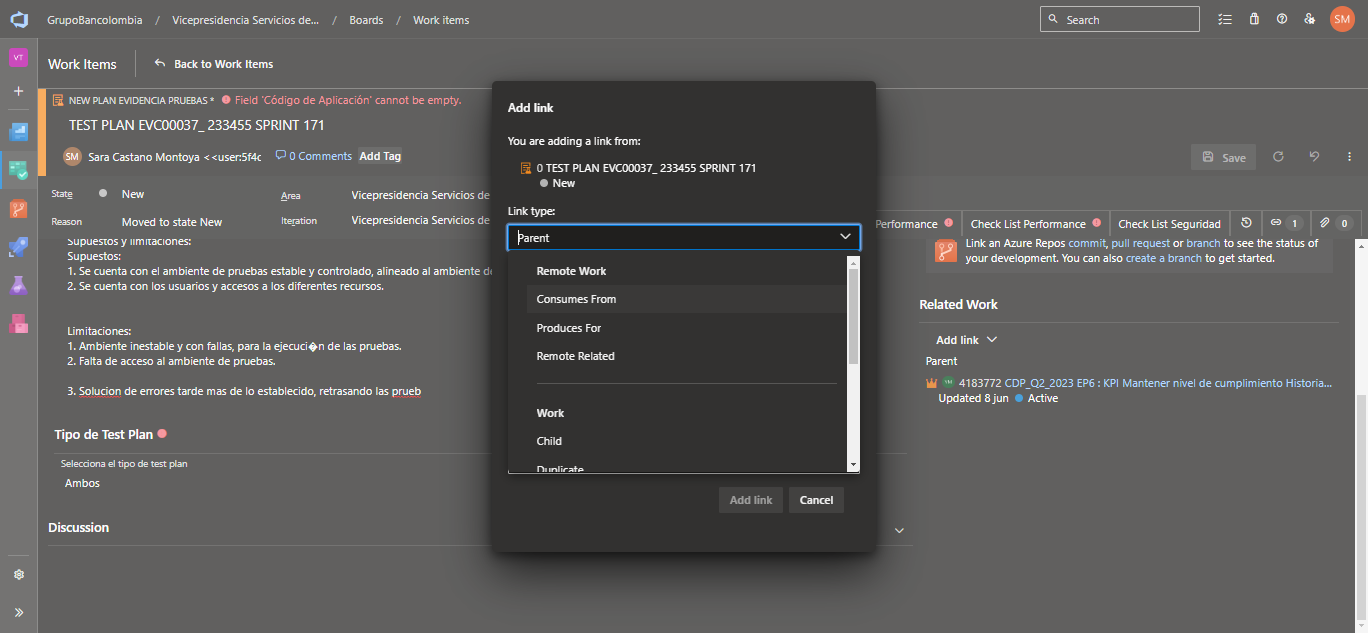 GrupoBancolombia / Vicepresidencia Servicios de... / Boards / Work items
Search
SM
VT
Work Items
Back to Work Items
NEW PLAN EVIDENCIA PRUEBAS * Field 'Código de Aplicación' cannot be empty.
TEST PLAN EVC00037_ 233455 SPRINT 171
SM Sara Castano Montoya <<user:5f4c 0 Comments Add Tag
Save
State New
Area Vicepresidencia Servicios de
Reason Moved to state New
Iteration Vicepresidencia Servicios de
Performance Check List Performance Check List Seguridad 1 0
Supuestos y limitaciones:
Supuestos:
1. Se cuenta con el ambiente de pruebas estable y controlado, alineado al ambiente de
2. Se cuenta con los usuarios y accesos a los diferentes recursos.
Limitaciones:
1. Ambiente inestable y con fallas, para la ejecuci�n de las pruebas.
2. Falta de acceso al ambiente de pruebas.
3. Solucion de errores tarde mas de lo establecido, retrasando las prueb
Tipo de Test Plan
Selecciona el tipo de test plan
Ambos
Discussion
Add link
You are adding a link from:
0 TEST PLAN EVC00037_ 233455 SPRINT 171
New
Link type:
Parent
Remote Work
Consumes From
Produces For
Remote Related
Work
Child
Duplicate
Add link
Cancel
Link an Azure Repos commit, pull request or branch to see the status of
your development. You can also create a branch to get started.
Related Work
Add link
Parent
YM 4183772 CDP_Q2_2023 EP6 : KPI Mantener nivel de cumplimiento Historia...
Updated 8 jun Active